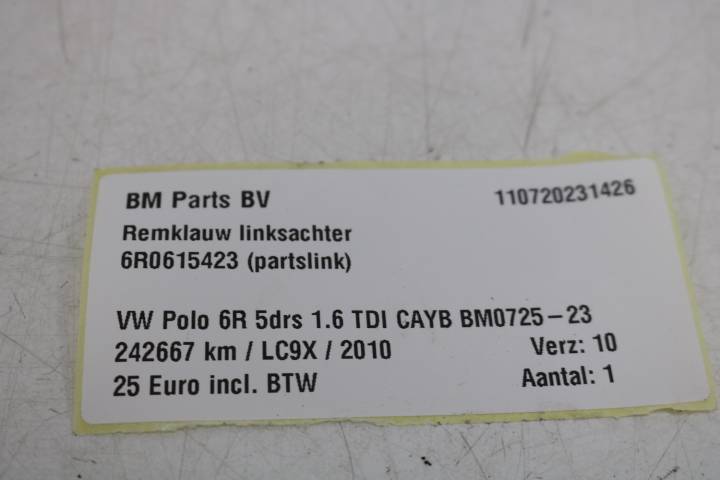 BM Parts BV 110720231426
Remklauw linksachter
6R0615423 (partslink)
VW Polo 6R 5drs 1.6 TDI CAYB BM0725-23
242667 km / LC9X / 2010 Verz: 10
25 Euro incl. BTW Aantal: 1